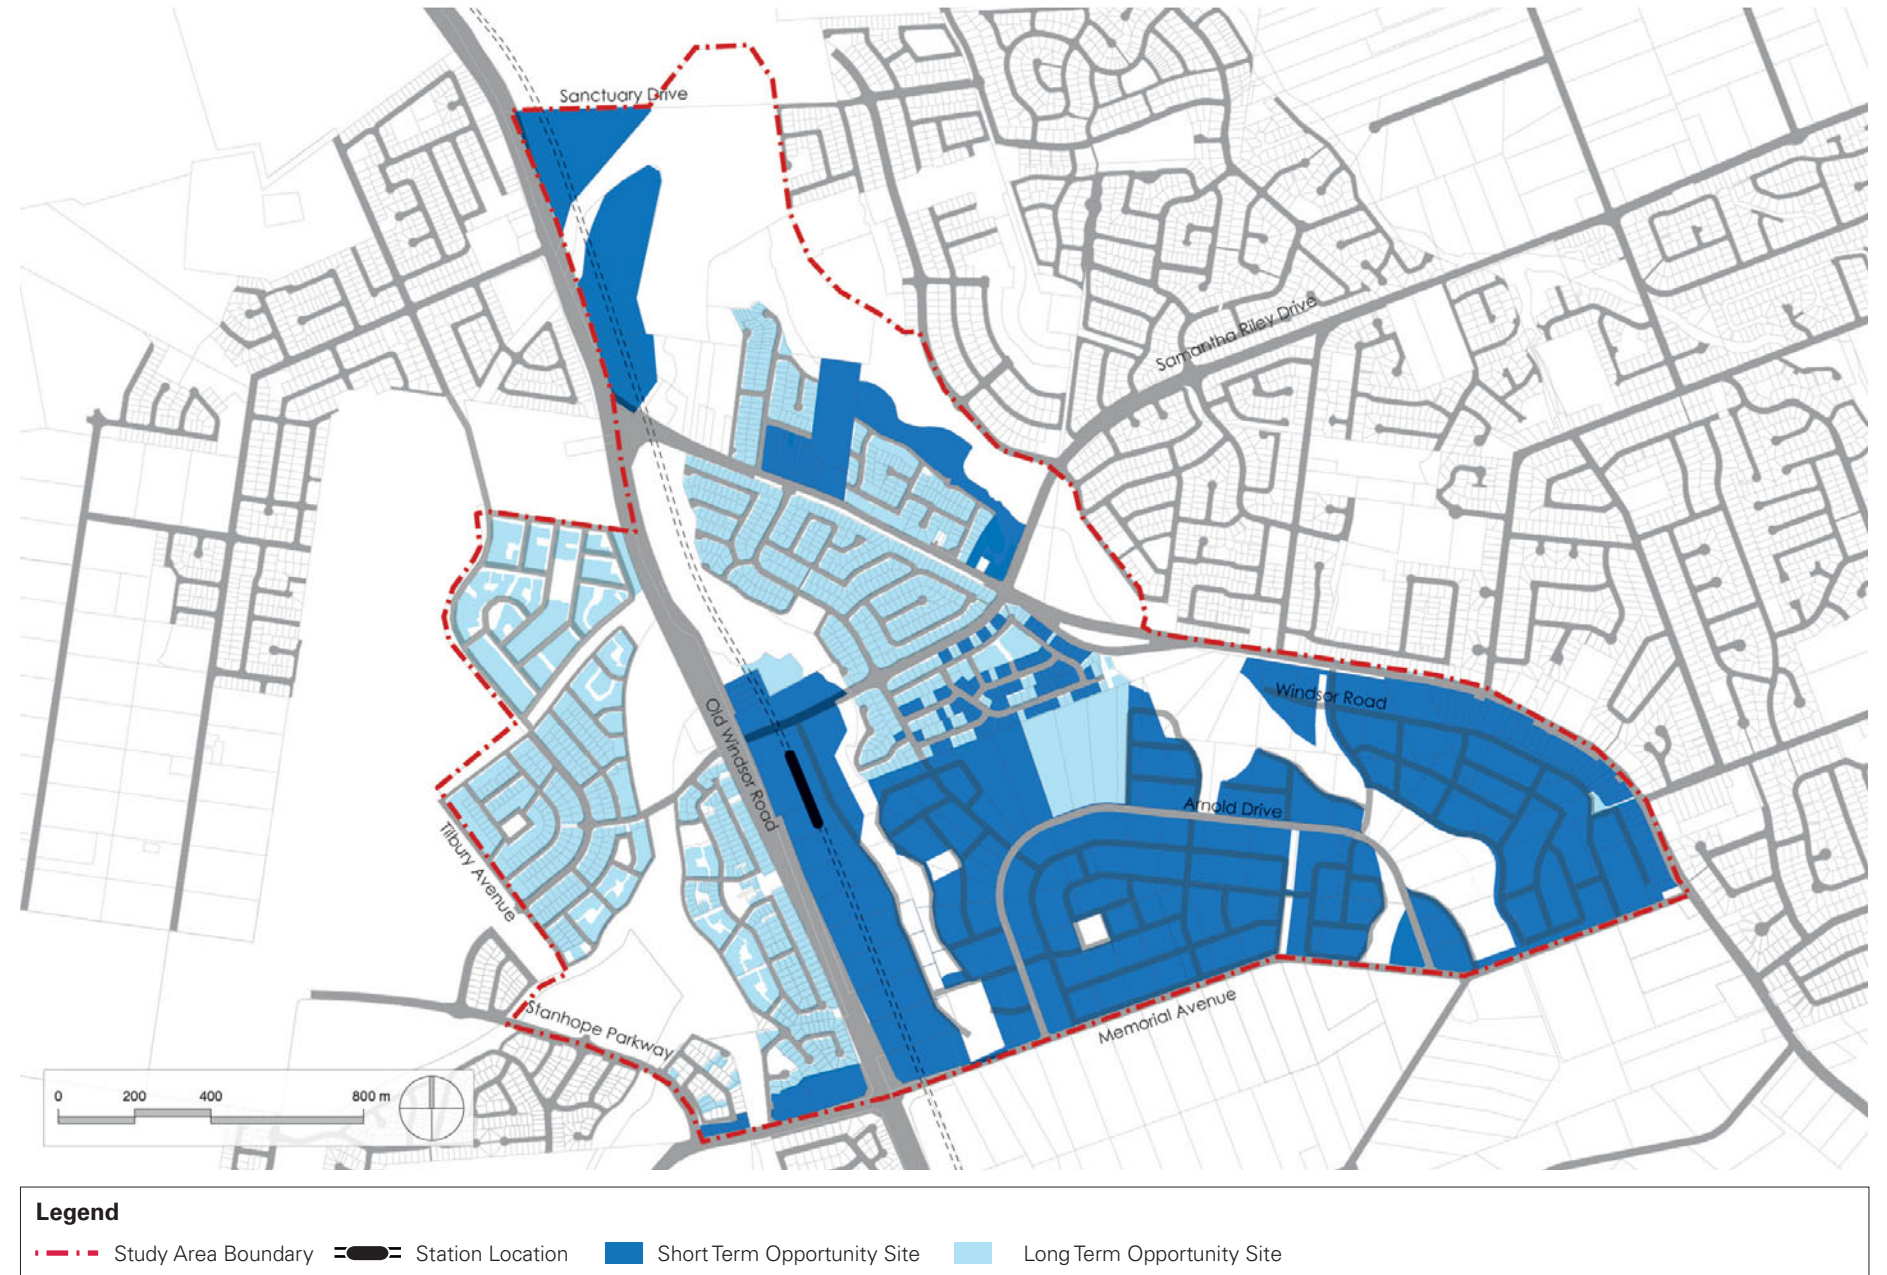 Sanctuary Drive
Samantha Riley Drive
Windsor Road
Old Windsor Road
Arnold Drive
Tilbury Avenue
Memorial Avenue
Stanhope Parkway
0 200 400 800 m
Legend
Study Area Boundary Station Location Short Term Opportunity Site Long Term Opportunity Site